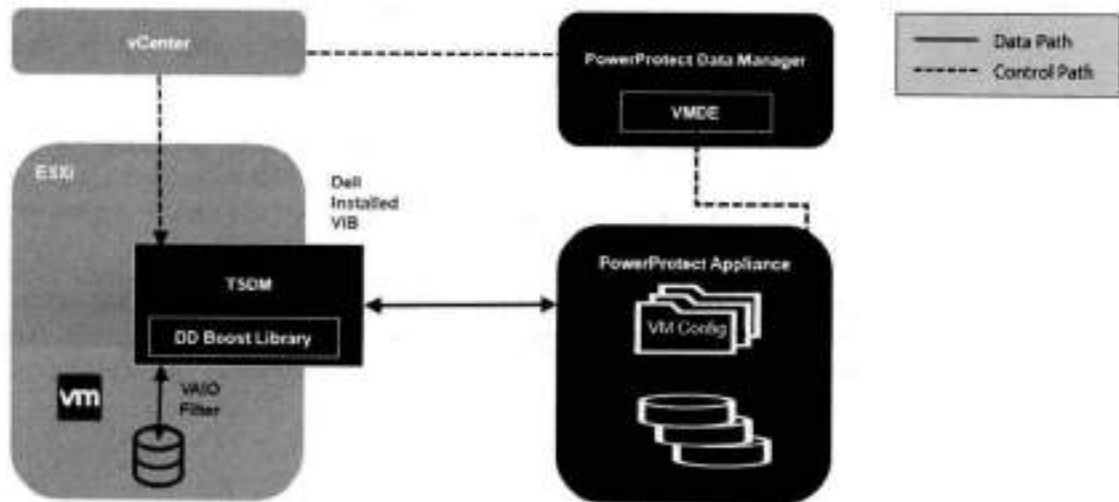 vCenter
PowerProtect Data Manager
VMDE
Data Path
Control Path
ESXi
Dell
Installed
VIB
TSDM
DD Boost Library
PowerProtect Appliance
VM Config
vm
VAIO
Filter